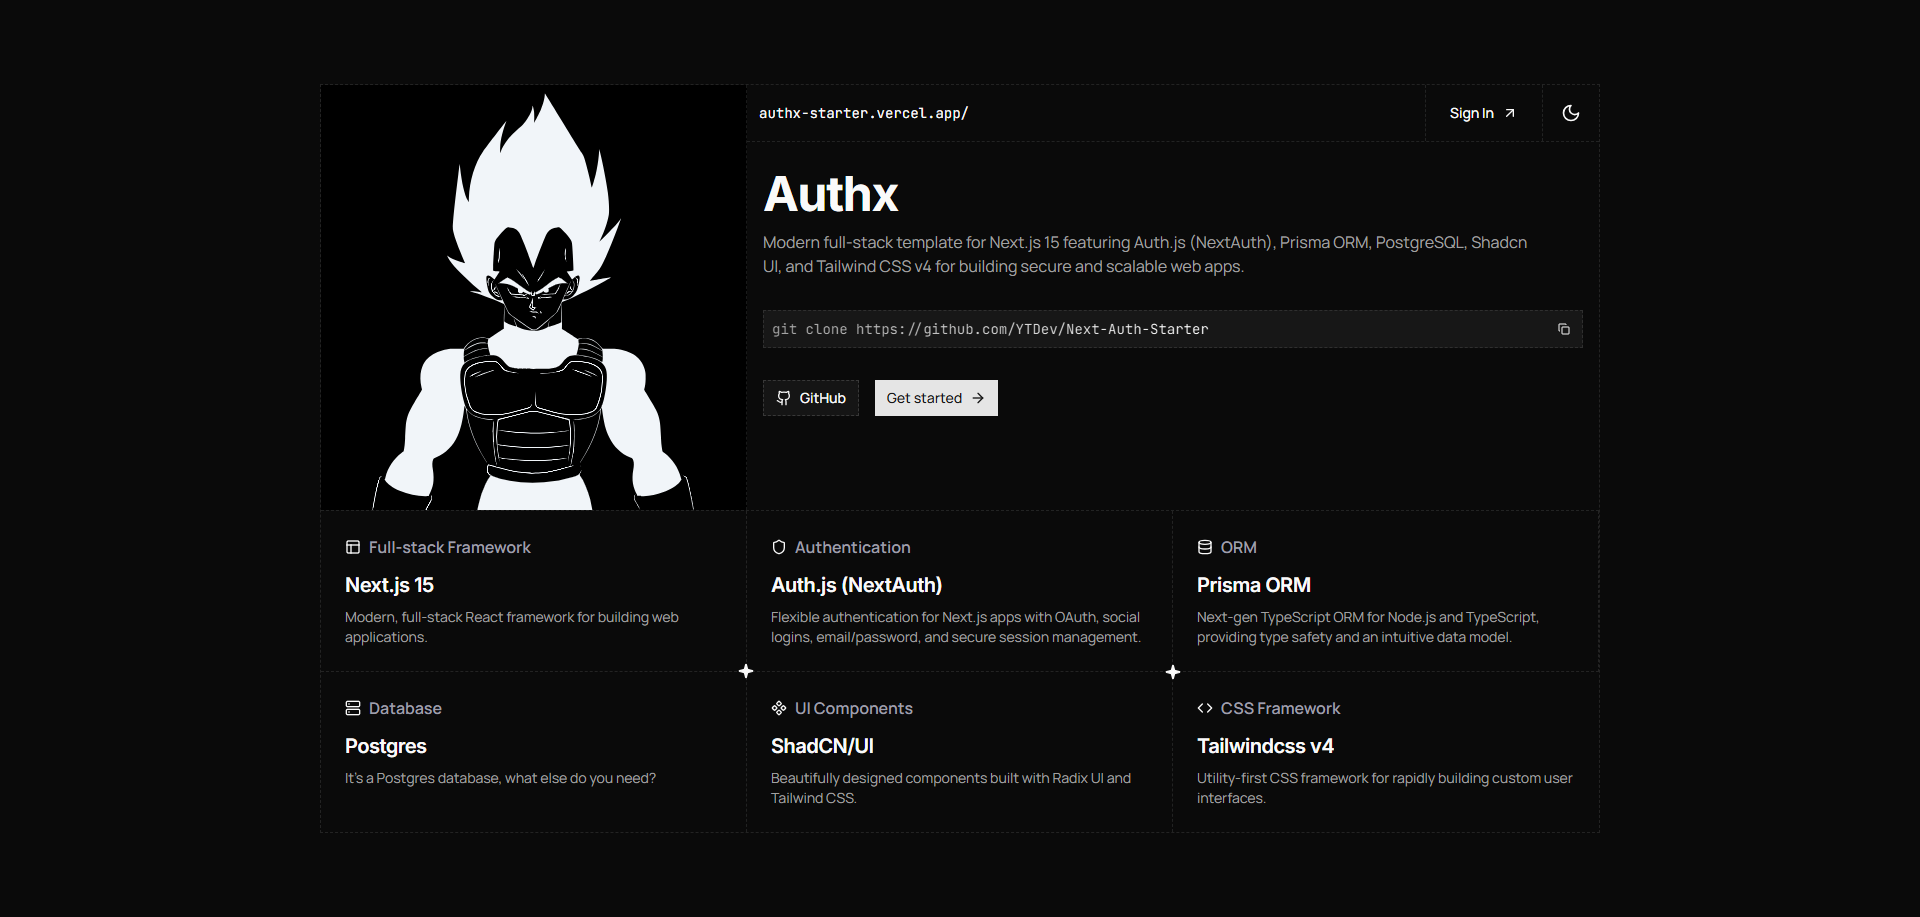 authx-starter.vercel.app/
Sign In
Authx
Modern full-stack template for Next.js 15 featuring Auth.js (NextAuth), Prisma ORM, PostgreSQL, Shadcn
UI, and Tailwind CSS v4 for building secure and scalable web apps.
git clone https://github.com/YTDev/Next-Auth-Starter
GitHub
Get started
Full-stack Framework
Next.js 15
Modern, full-stack React framework for building web
applications.
Authentication
Auth.js (NextAuth)
Flexible authentication for Next.js apps with OAuth, social
logins, email/password, and secure session management.
ORM
Prisma ORM
Next-gen TypeScript ORM for Node.js and TypeScript,
providing type safety and an intuitive data model.
Database
Postgres
It's a Postgres database, what else do you need?
UI Components
ShadCN/UI
Beautifully designed components built with Radix UI and
Tailwind CSS.
CSS Framework
Tailwindcss v4
Utility-first CSS framework for rapidly building custom user
interfaces.